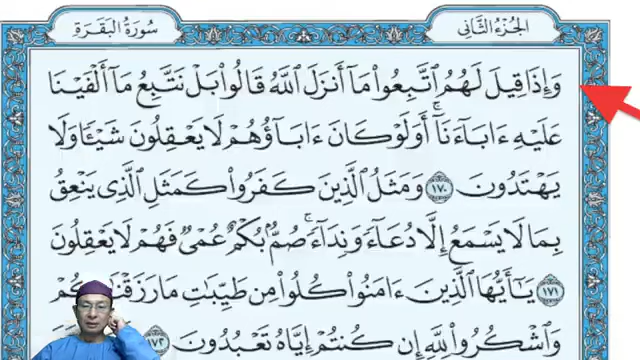 سُورَةُ البَقَرَةِ
الجُزْءُ الثَّانِي
وَإِذَا قِيلَ لَهُمُ ٱتَّبِعُوا۟ مَآ أَنزَلَ ٱللَّهُ قَالُوا۟ بَلْ نَتَّبِعُ مَآ أَلْفَيْنَا
عَلَيْهِ ءَابَآءَنَآ ۗ أَوَلَوْ كَانَ ءَابَآؤُهُمْ لَا يَعْقِلُونَ شَيْـًٔا وَلَا
يَهْتَدُونَ ١٧٠ وَمَثَلُ ٱلَّذِينَ كَفَرُوا۟ كَمَثَلِ ٱلَّذِى يَنْعِقُ
بِمَا لَا يَسْمَعُ إِلَّا دُعَآءً وَنِدَآءً ۚ صُمٌّۢ بُكْمٌ عُمْىٌ فَهُمْ لَا يَعْقِلُونَ
١٧١ يَـٰٓأَيُّهَا ٱلَّذِينَ ءَامَنُوا۟ كُلُوا۟ مِن طَيِّبَـٰتِ مَا رَزَقْنَـٰكُمْ
وَٱشْكُرُوا۟ لِلَّهِ إِن كُنتُمْ إِيَّاهُ تَعْبُدُونَ ١٧٢